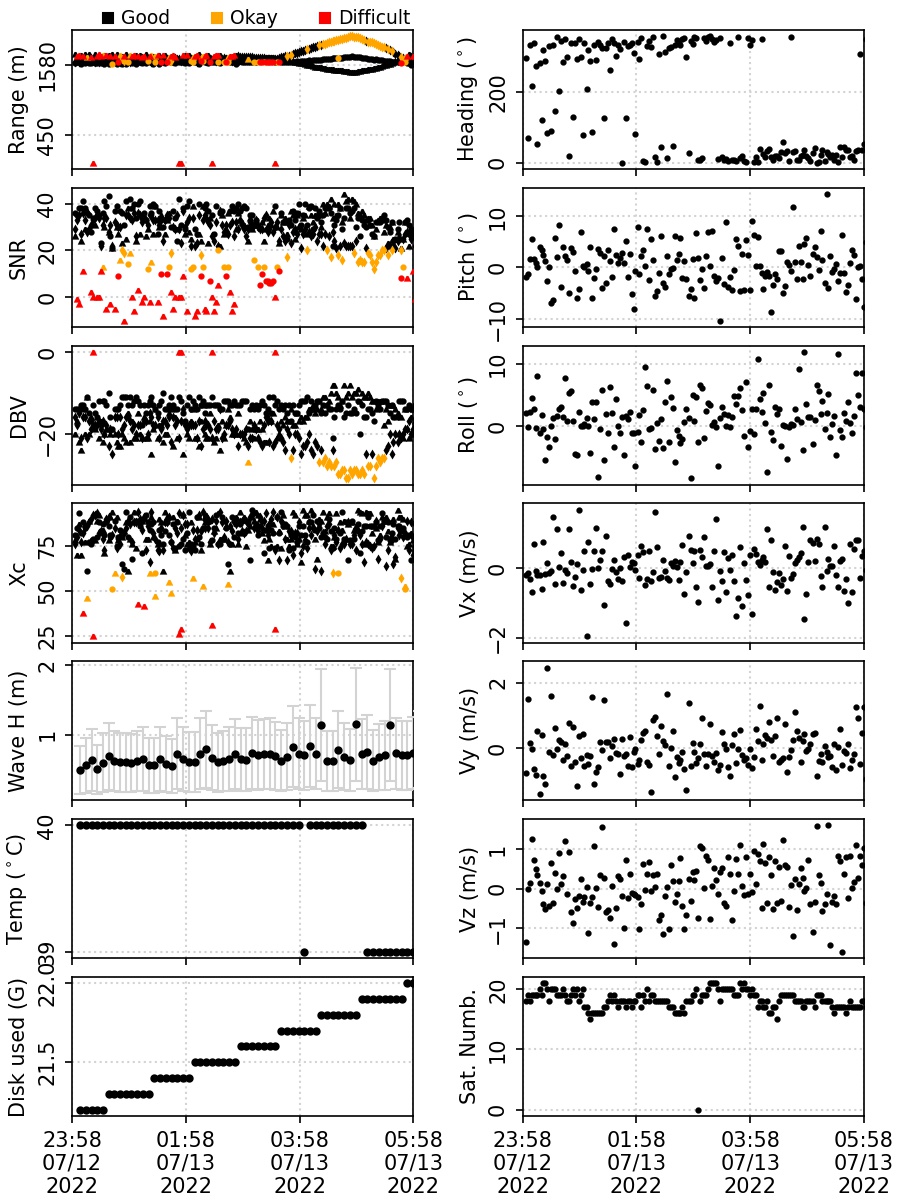 Good Okay Difficult
Range (m)
1580
450
Heading (°)
200
0
SNR
40
20
0
Pitch (°)
10
0
−10
DBV
0
−20
Roll (°)
10
0
Xc
75
50
25
Vx (m/s)
0
−2
Wave H (m)
2
1
Vy (m/s)
2
0
Temp (°C)
40
39
Vz (m/s)
1
0
−1
Disk used (G)
22.0
21.5
Sat. Numb.
20
10
0
23:58 01:58 03:58 05:58
07/12 07/13 07/13 07/13
2022 2022 2022 2022
23:58 01:58 03:58 05:58
07/12 07/13 07/13 07/13
2022 2022 2022 2022